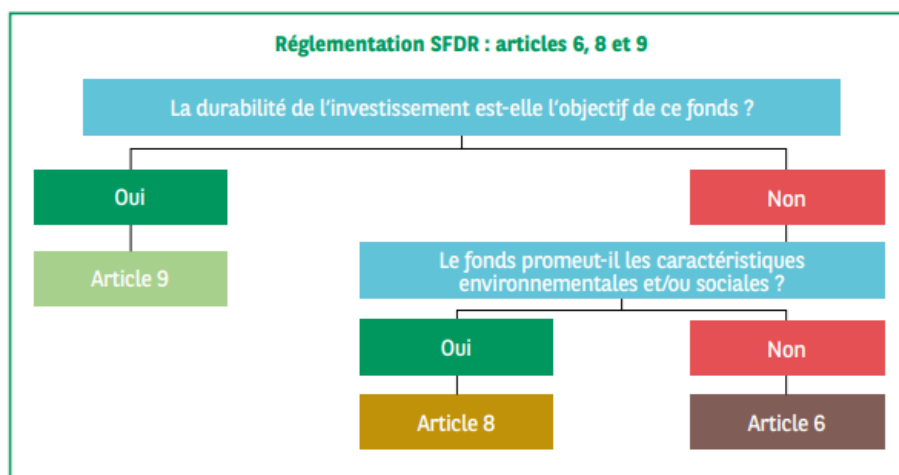 Réglementation SFDR : articles 6, 8 et 9
La durabilité de l’investissement est-elle l’objectif de ce fonds ?
Oui
Non
Article 9
Le fonds promeut-il les caractéristiques
environnementales et/ou sociales ?
Oui
Non
Article 8
Article 6